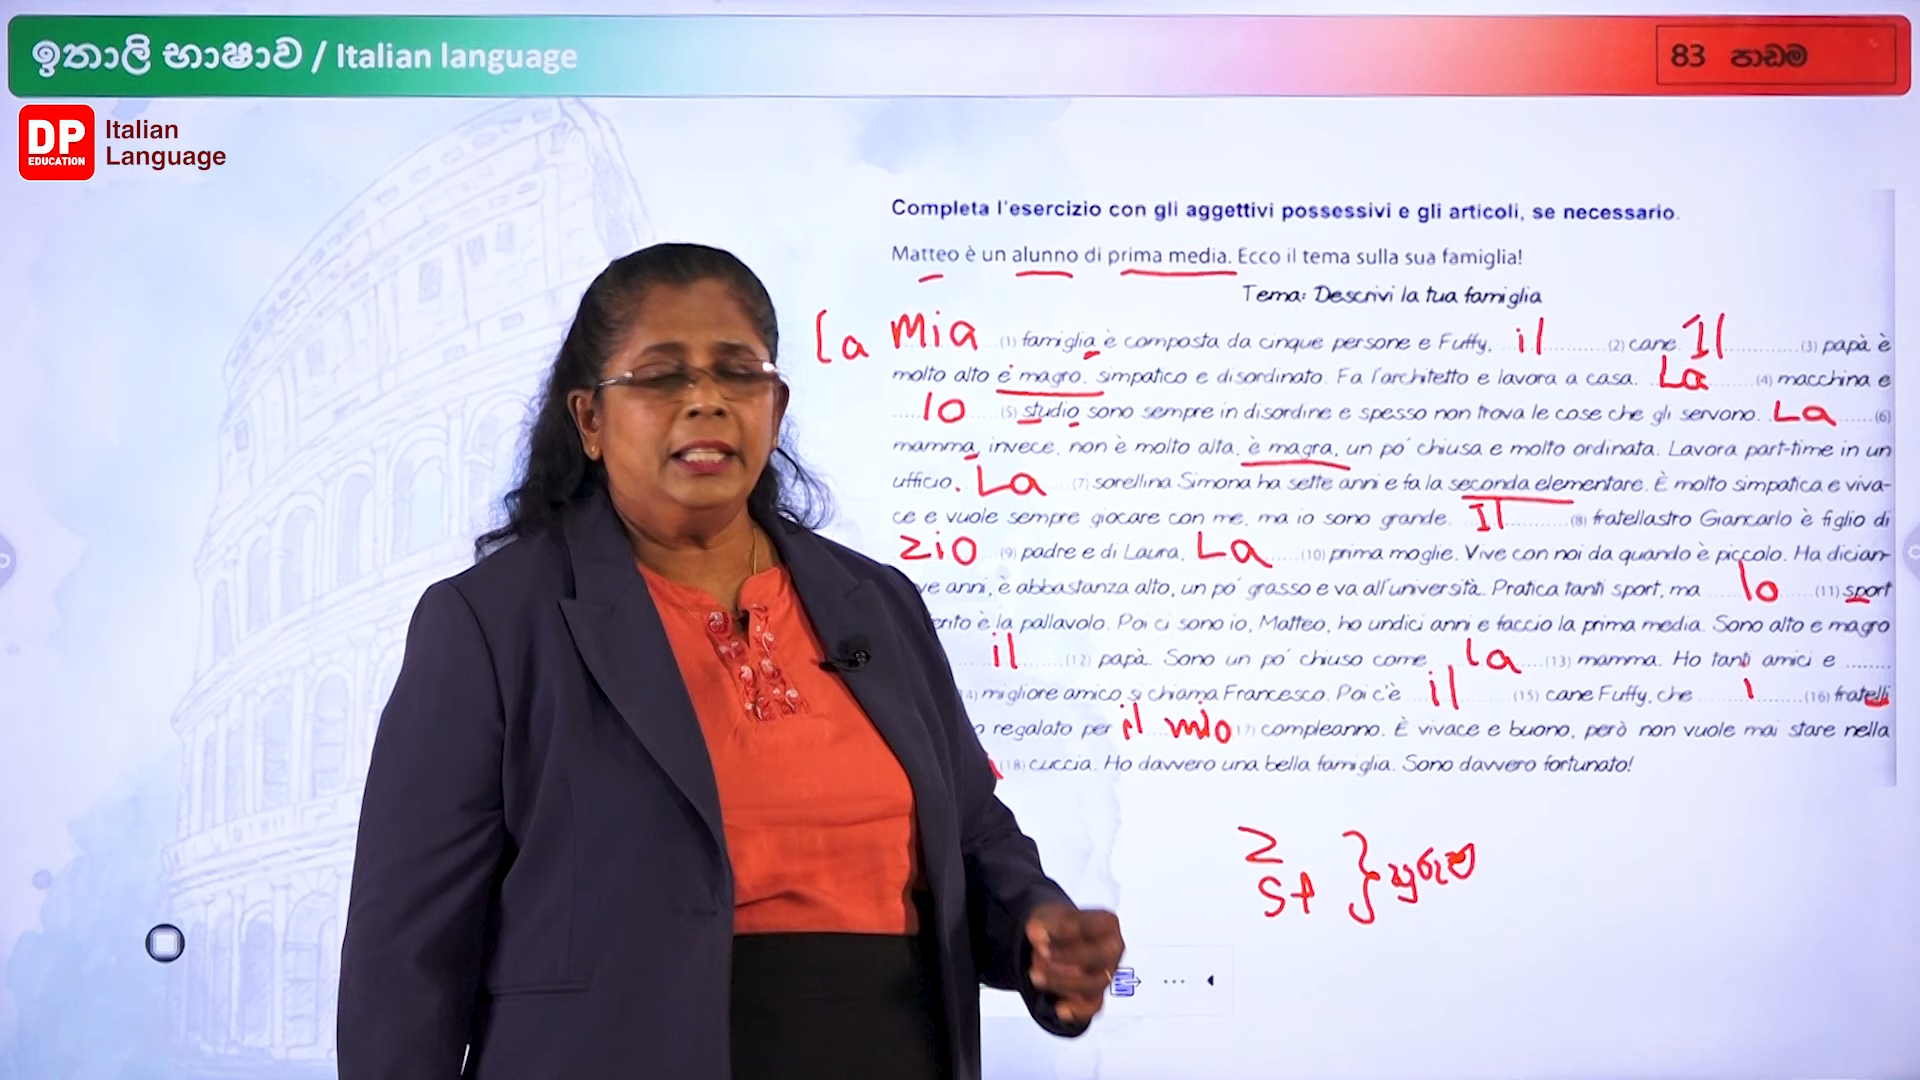 ඉතාලි භාෂාව / Italian language
83 පාඩම
DP EDUCATION
Italian
Language
Completa l'esercizio con gli aggettivi possessivi e gli articoli, se necessario.
Matteo è un alunno di prima media. Ecco il tema sulla sua famiglia!
Tema: Descrivi la tua famiglia
La Mia (1) famiglia è composta da cinque persone e Fuffy, il (2) cane. Il (3) papà è
molto alto e magro, simpatico e disordinato. Fa l'architetto e lavora a casa. La (4) macchina e
lo (5) studio sono sempre in disordine e spesso non trova le cose che gli servono. La (6)
mamma, invece, non è molto alta, è magra, un po' chiusa e molto ordinata. Lavora part-time in un
ufficio. La (7) sorellina Simona ha sette anni e fa la seconda elementare. È molto simpatica e viva-
ce e vuole sempre giocare con me, ma io sono grande. Il (8) fratellastro Giancarlo è figlio di
zio (9) padre e di Laura, La (10) prima moglie. Vive con noi da quando è piccolo. Ha dician-
ve anni, è abbastanza alto, un po' grasso e va all'università. Pratica tanti sport, ma lo (11) sport
erito è la pallavolo. Poi ci sono io, Matteo, ho undici anni e faccio la prima media. Sono alto e magro
il (12) papà. Sono un po' chiuso come la (13) mamma. Ho tanti amici e
4) migliore amico si chiama Francesco. Poi c'è il (15) cane Fuffy, che i (16) fratelli
o regalato per il mio 17) compleanno. È vivace e buono, però non vuole mai stare nella
(18) cuccia. Ho davvero una bella famiglia. Sono davvero fortunato!
Z
St